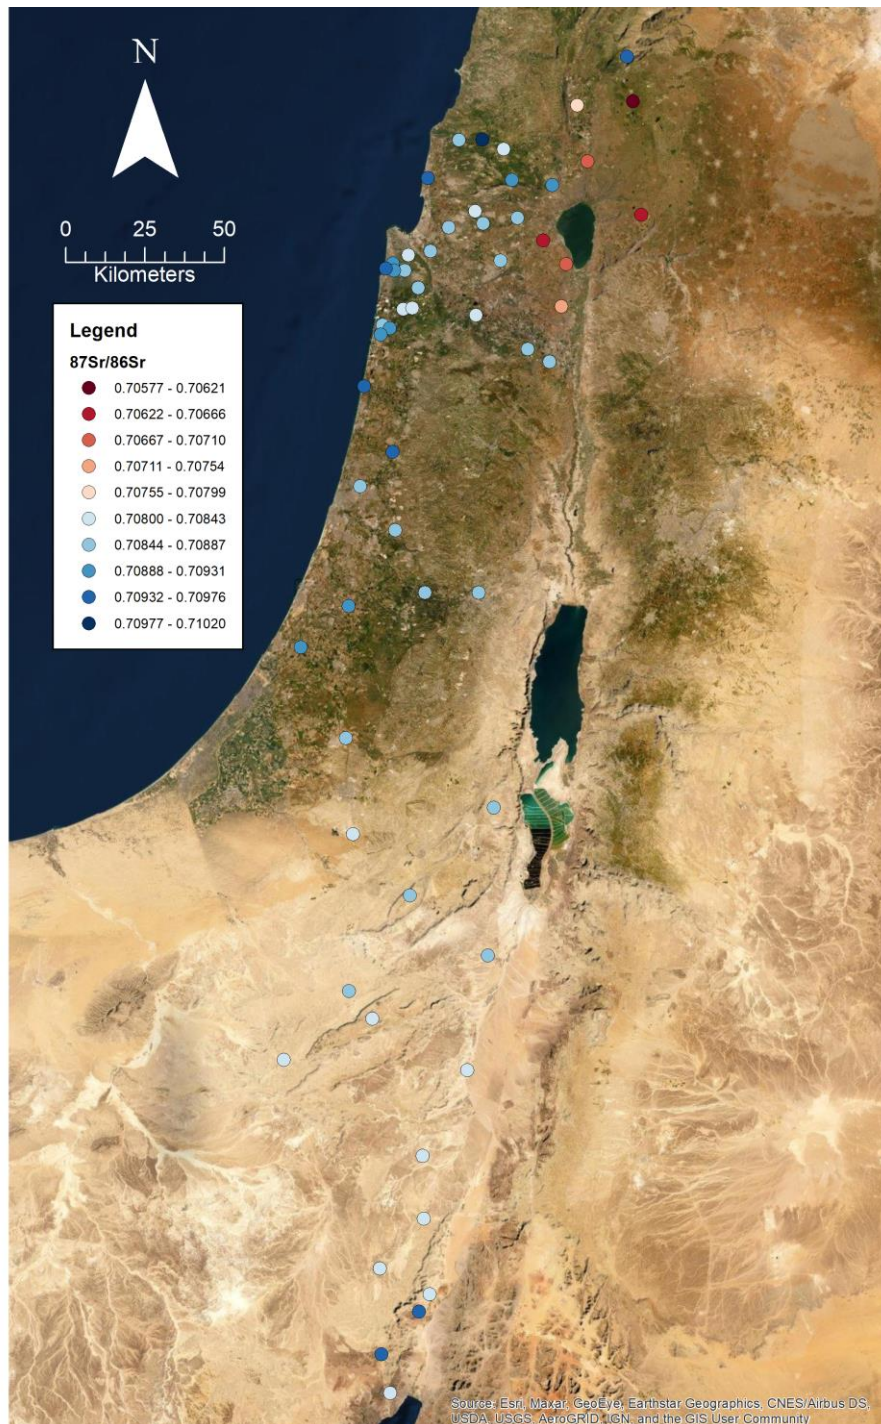 N
0 25 50
Kilometers
Legend
87Sr/86Sr
0.70577 - 0.70621
0.70622 - 0.70666
0.70667 - 0.70710
0.70711 - 0.70754
0.70755 - 0.70799
0.70800 - 0.70843
0.70844 - 0.70887
0.70888 - 0.70931
0.70932 - 0.70976
0.70977 - 0.71020
Source: Esri, Maxar, GeoEye, Earthstar Geographics, CNES/Airbus DS,
USDA, USGS, AeroGRID, IGN, and the GIS User Community